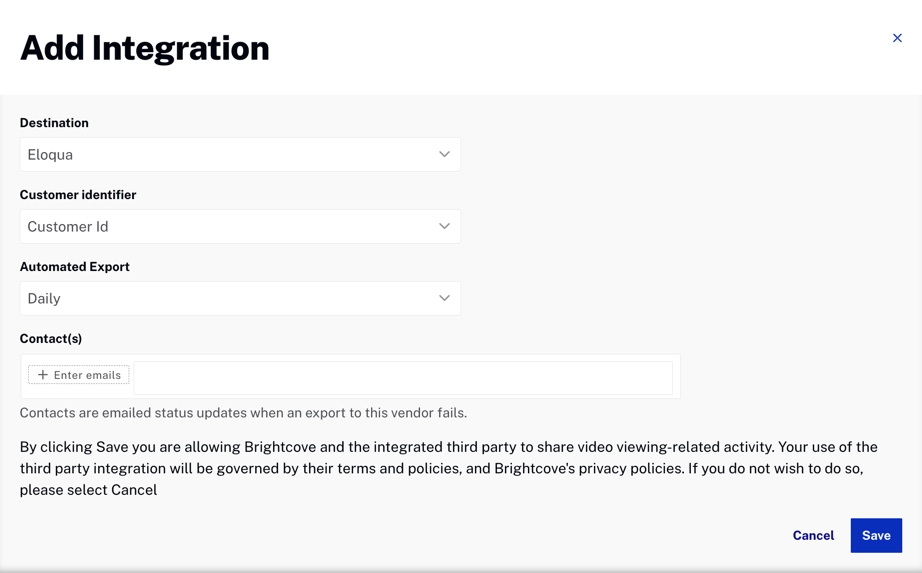 Add Integration
Destination
Eloqua
Customer identifier
Customer Id
Automated Export
Daily
Contact(s)
+ Enter emails
Contacts are emailed status updates when an export to this vendor fails.
By clicking Save you are allowing Brightcove and the integrated third party to share video viewing-related activity. Your use of the
third party integration will be governed by their terms and policies, and Brightcove's privacy policies. If you do not wish to do so,
please select Cancel
Cancel Save